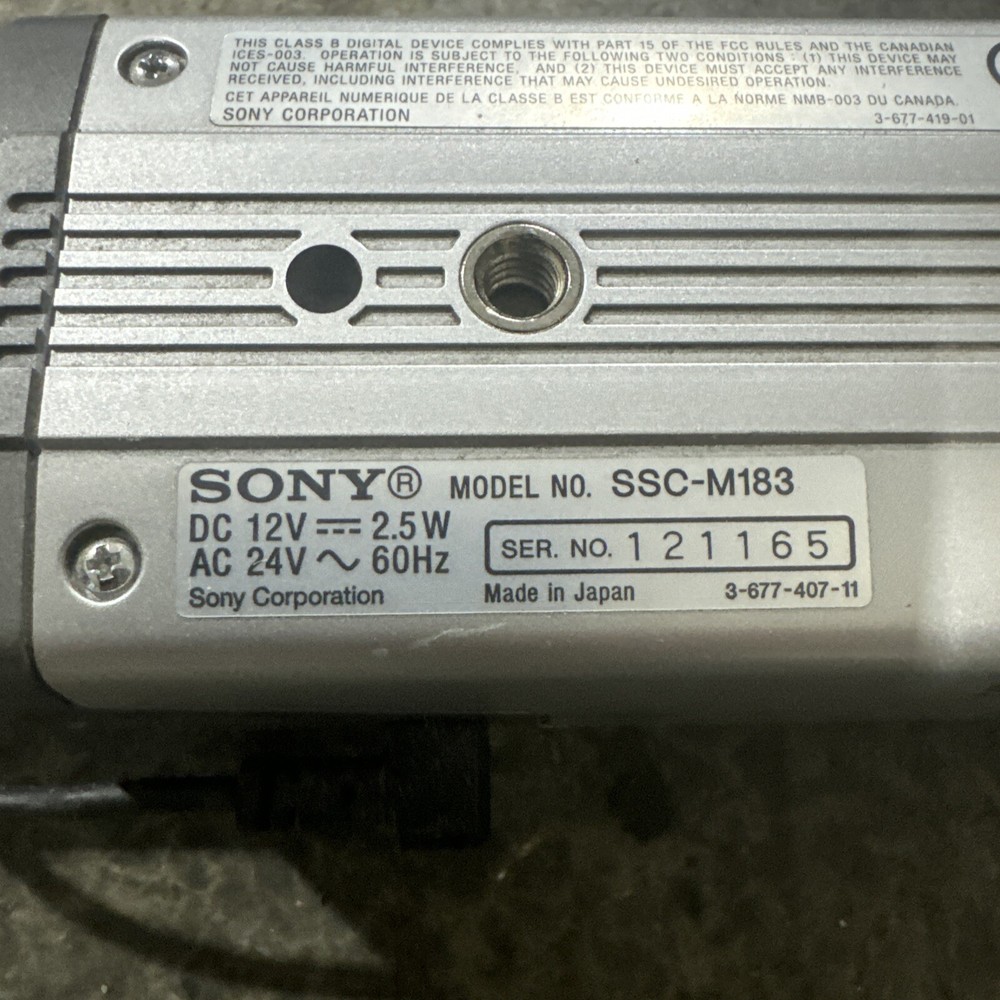 THIS CLASS B DIGITAL DEVICE COMPLIES WITH PART 15 OF THE FCC RULES AND THE CANADIAN
ICES-003. OPERATION IS SUBJECT TO THE FOLLOWING TWO CONDITIONS : (1) THIS DEVICE MAY
NOT CAUSE HARMFUL INTERFERENCE, AND (2) THIS DEVICE MUST ACCEPT ANY INTERFERENCE
RECEIVED, INCLUDING INTERFERENCE THAT MAY CAUSE UNDESIRED OPERATION.
CET APPAREIL NUMERIQUE DE LA CLASSE B EST CONFORME A LA NORME NMB-003 DU CANADA.
SONY CORPORATION 3-677-419-01
SONY® MODEL NO. SSC-M183
DC 12V ⎓ 2.5W
AC 24V ∼ 60Hz
SER. NO. 121165
Sony Corporation Made in Japan 3-677-407-11